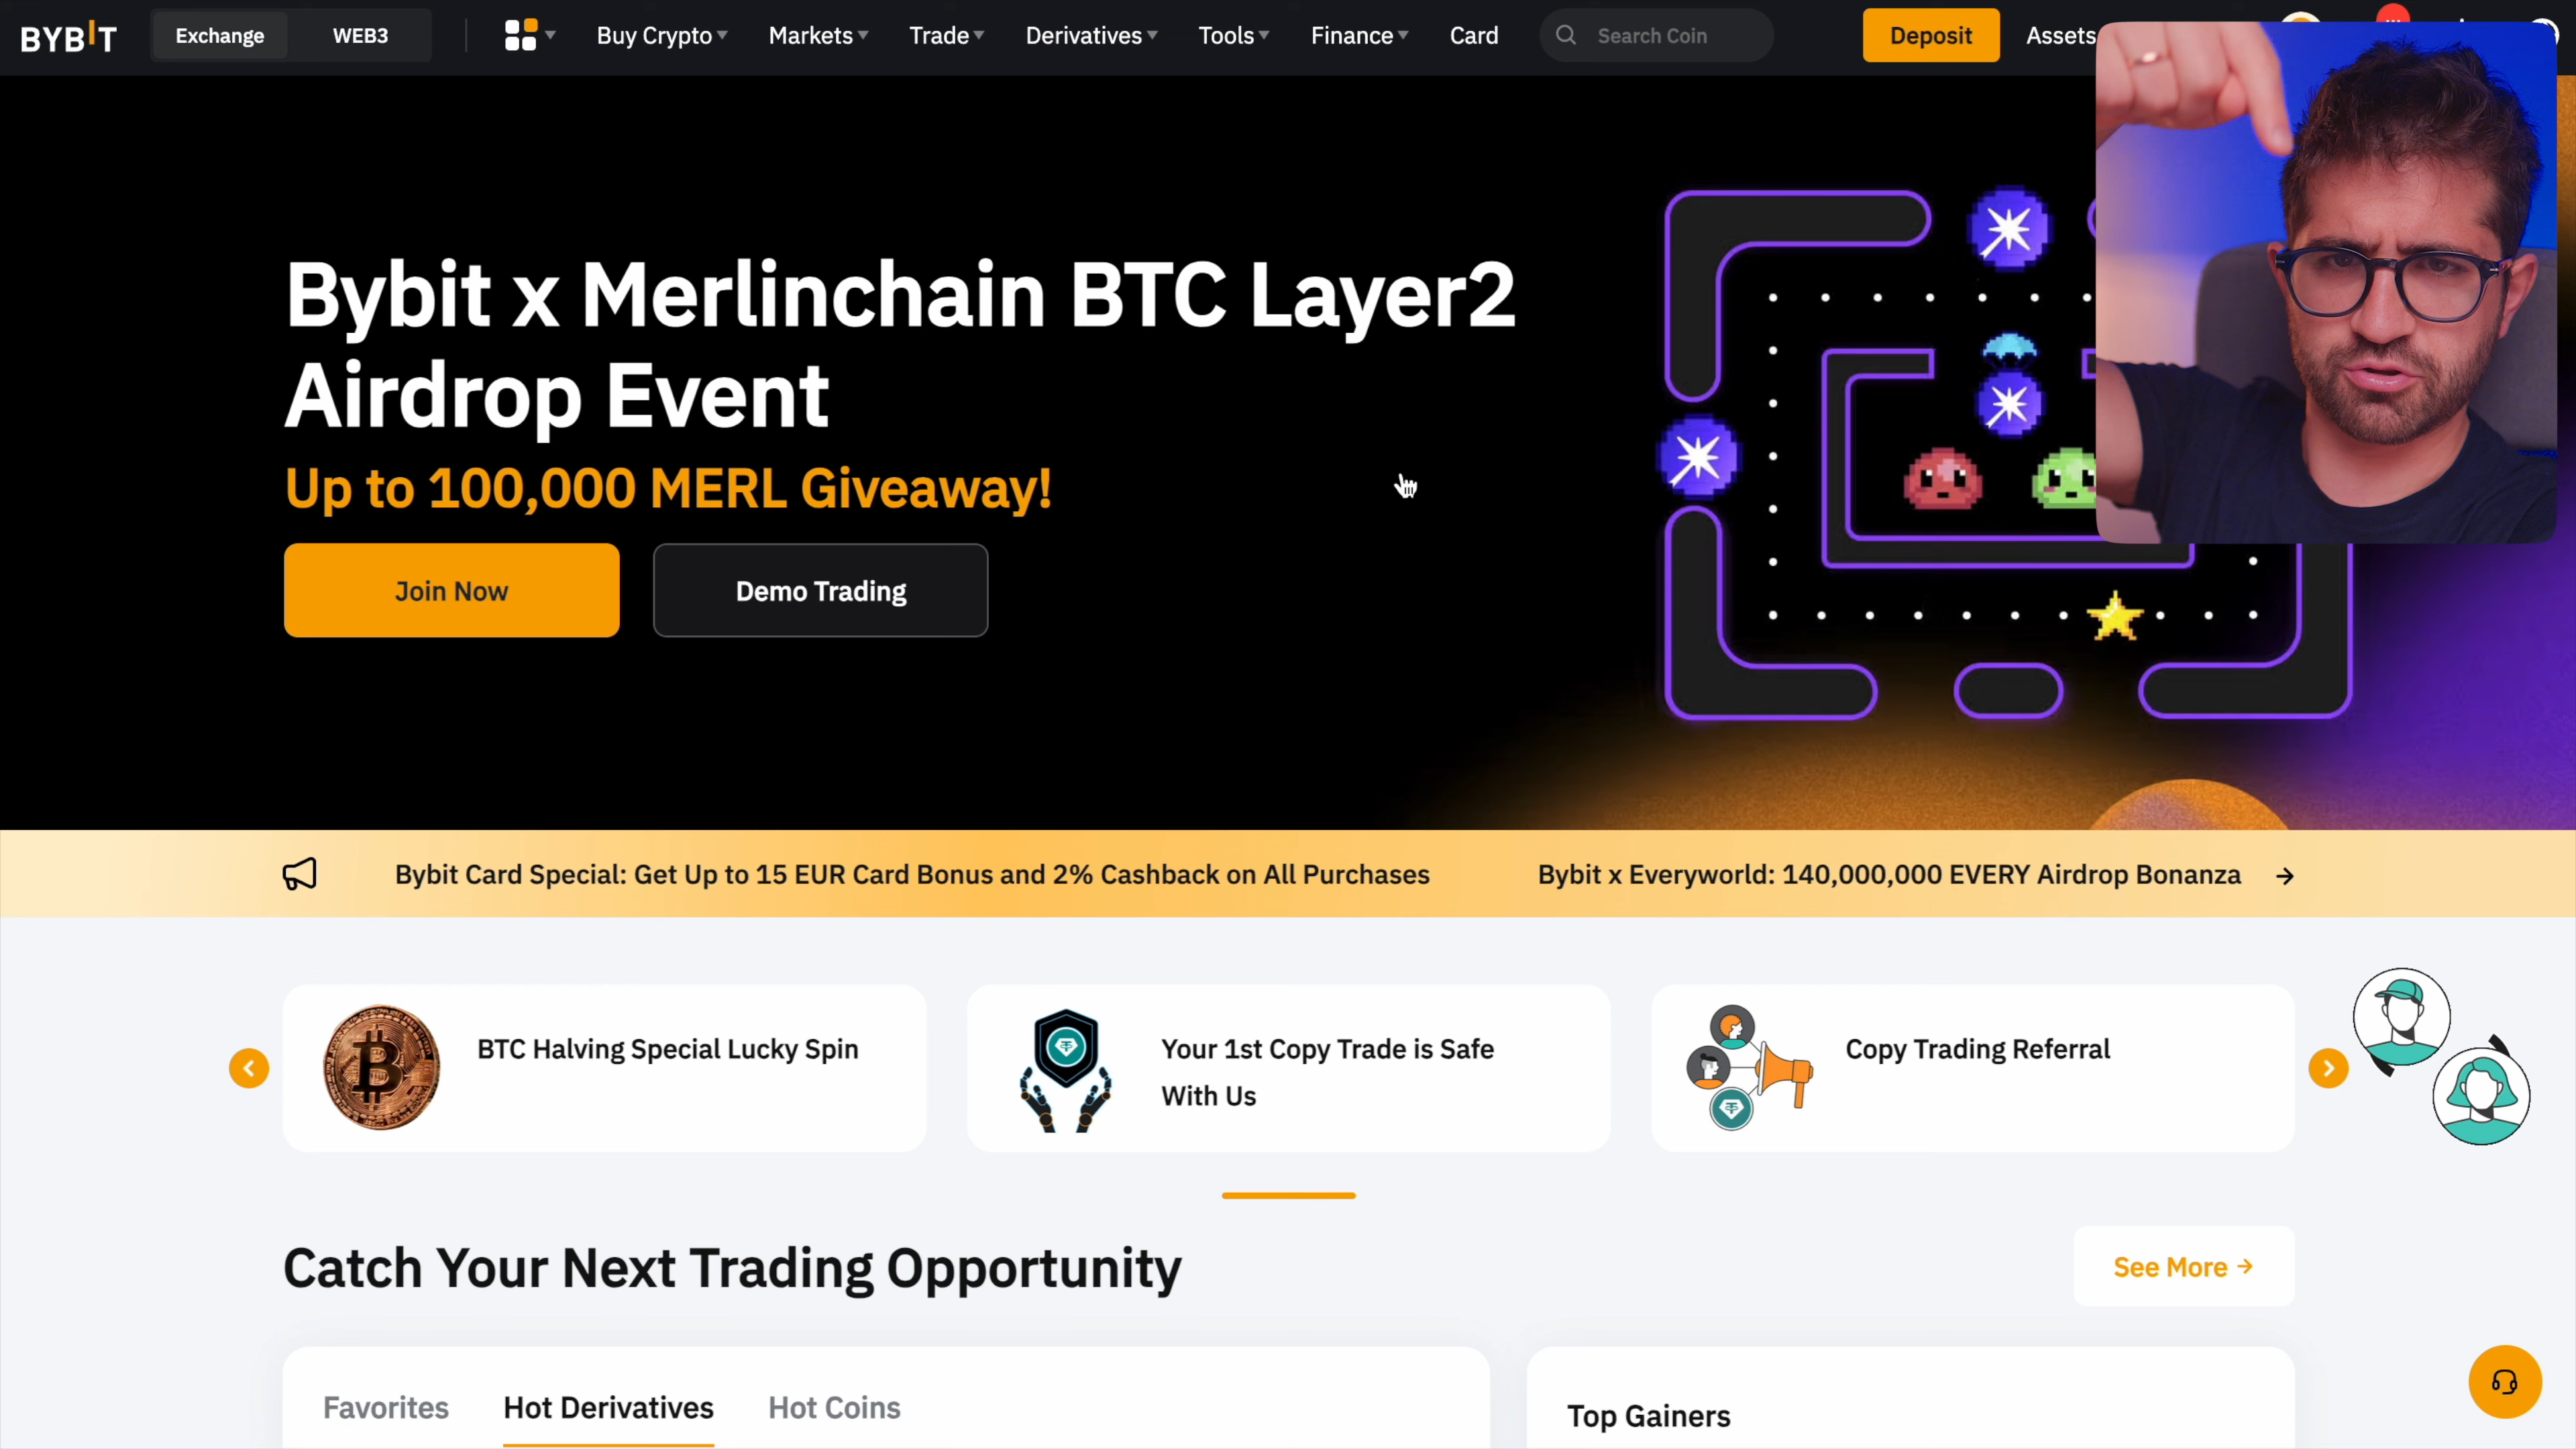 BYBIT
Exchange
WEB3
Buy Crypto
Markets
Trade
Derivatives
Tools
Finance
Card
Search Coin
Deposit
Assets
Bybit x Merlinchain BTC Layer2
Airdrop Event
Up to 100,000 MERL Giveaway!
Join Now
Demo Trading
Bybit Card Special: Get Up to 15 EUR Card Bonus and 2% Cashback on All Purchases
Bybit x Everyworld: 140,000,000 EVERY Airdrop Bonanza →
BTC Halving Special Lucky Spin
Your 1st Copy Trade is Safe
With Us
Copy Trading Referral
Catch Your Next Trading Opportunity
See More →
Favorites
Hot Derivatives
Hot Coins
Top Gainers